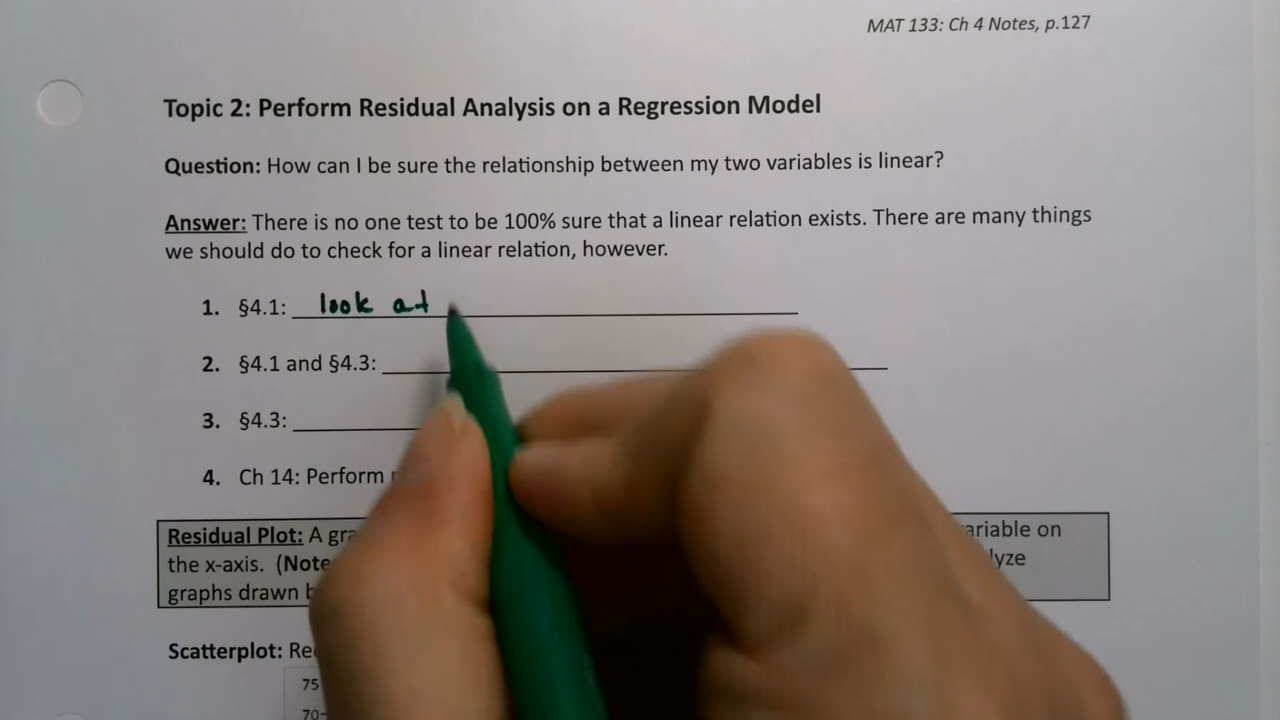 MAT 133: Ch 4 Notes, p.127
Topic 2: Perform Residual Analysis on a Regression Model
Question: How can I be sure the relationship between my two variables is linear?
Answer: There is no one test to be 100% sure that a linear relation exists. There are many things
we should do to check for a linear relation, however.
1. §4.1: look at
2. §4.1 and §4.3:
3. §4.3:
4. Ch 14: Perform
Residual Plot: A gra ariable on
the x-axis. (Note lyze
graphs drawn b
Scatterplot: Re
75
70